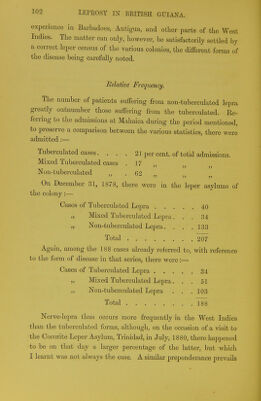 102 LEPROSY IN BRITISH GUIANA.
experience in Barbadoes, Antigua, and other parts of the West
Indies. The matter can only, however, be satisfactorily settled by
a correct leper census of the various colonies, the different forms of
the disease being carefully noted.
Relative Frequency.
The number of patients suffering from non-tuberculated lepra
greatly outnumber those suffering from the tuberculated. Re-
ferring to the admissions at Mahaica during the period mentioned,
to preserve a comparison between the various statistics, there were
admitted :—
Tuberculated cases. . . . 21 per cent. of total admissions.
Mixed Tuberculated cases . 17 „ „ „
Non-tuberculated „ . 62 „ „ „
On December 31, 1878, there were in the leper asylums of
the colony :—
Cases of Tuberculated Lepra . . . . . 40
„ Mixed Tuberculated Lepra . . . . 34
„ Non-tuberculated Lepra . . . . . 133
Total . . . . . . . 207
Again, among the 188 cases already referred to, with reference
to the form of disease in that series, there were :—
Cases of Tuberculated Lepra . . . . . 34
„ Mixed Tuberculated Lepra . . . . 51
„ Non-tuberculated Lepra . . . . 103
Total . . . . . . . 188
Nerve-lepra thus occurs more frequently in the West Indies
than the tuberculated forms, although, on the occasion of a visit to
the Cocorite Leper Asylum, Trinidad, in July, 1880, there happened
to be on that day a larger percentage of the latter, but which
I learnt was not always the case. A similar preponderance prevails